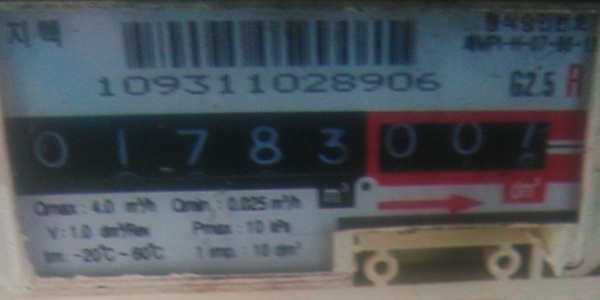 지핵
109311028906
G2.5 R
01783 00
m³ dm³
Qmax : 4.0 m³/h Qmin : 0.025 m³/h
V : 1.0 dm³/Rev Pmax : 10 kPa
tm : -20℃ ~ 60℃ 1 imp. : 10 dm³